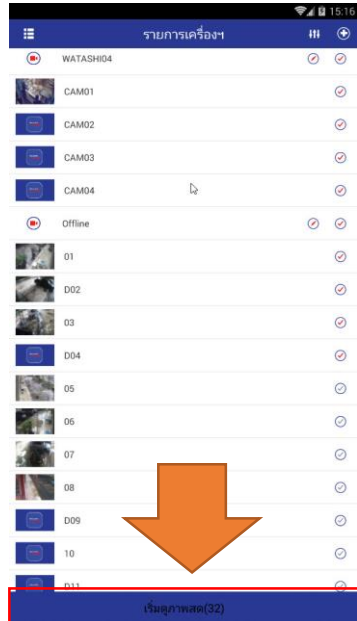 15:16
รายการเครื่องฯ
WATASHI04
CAM01
CAM02
CAM03
CAM04
Offline
01
D02
03
D04
05
06
07
08
D09
10
D11
เริ่มดูภาพสด(32)